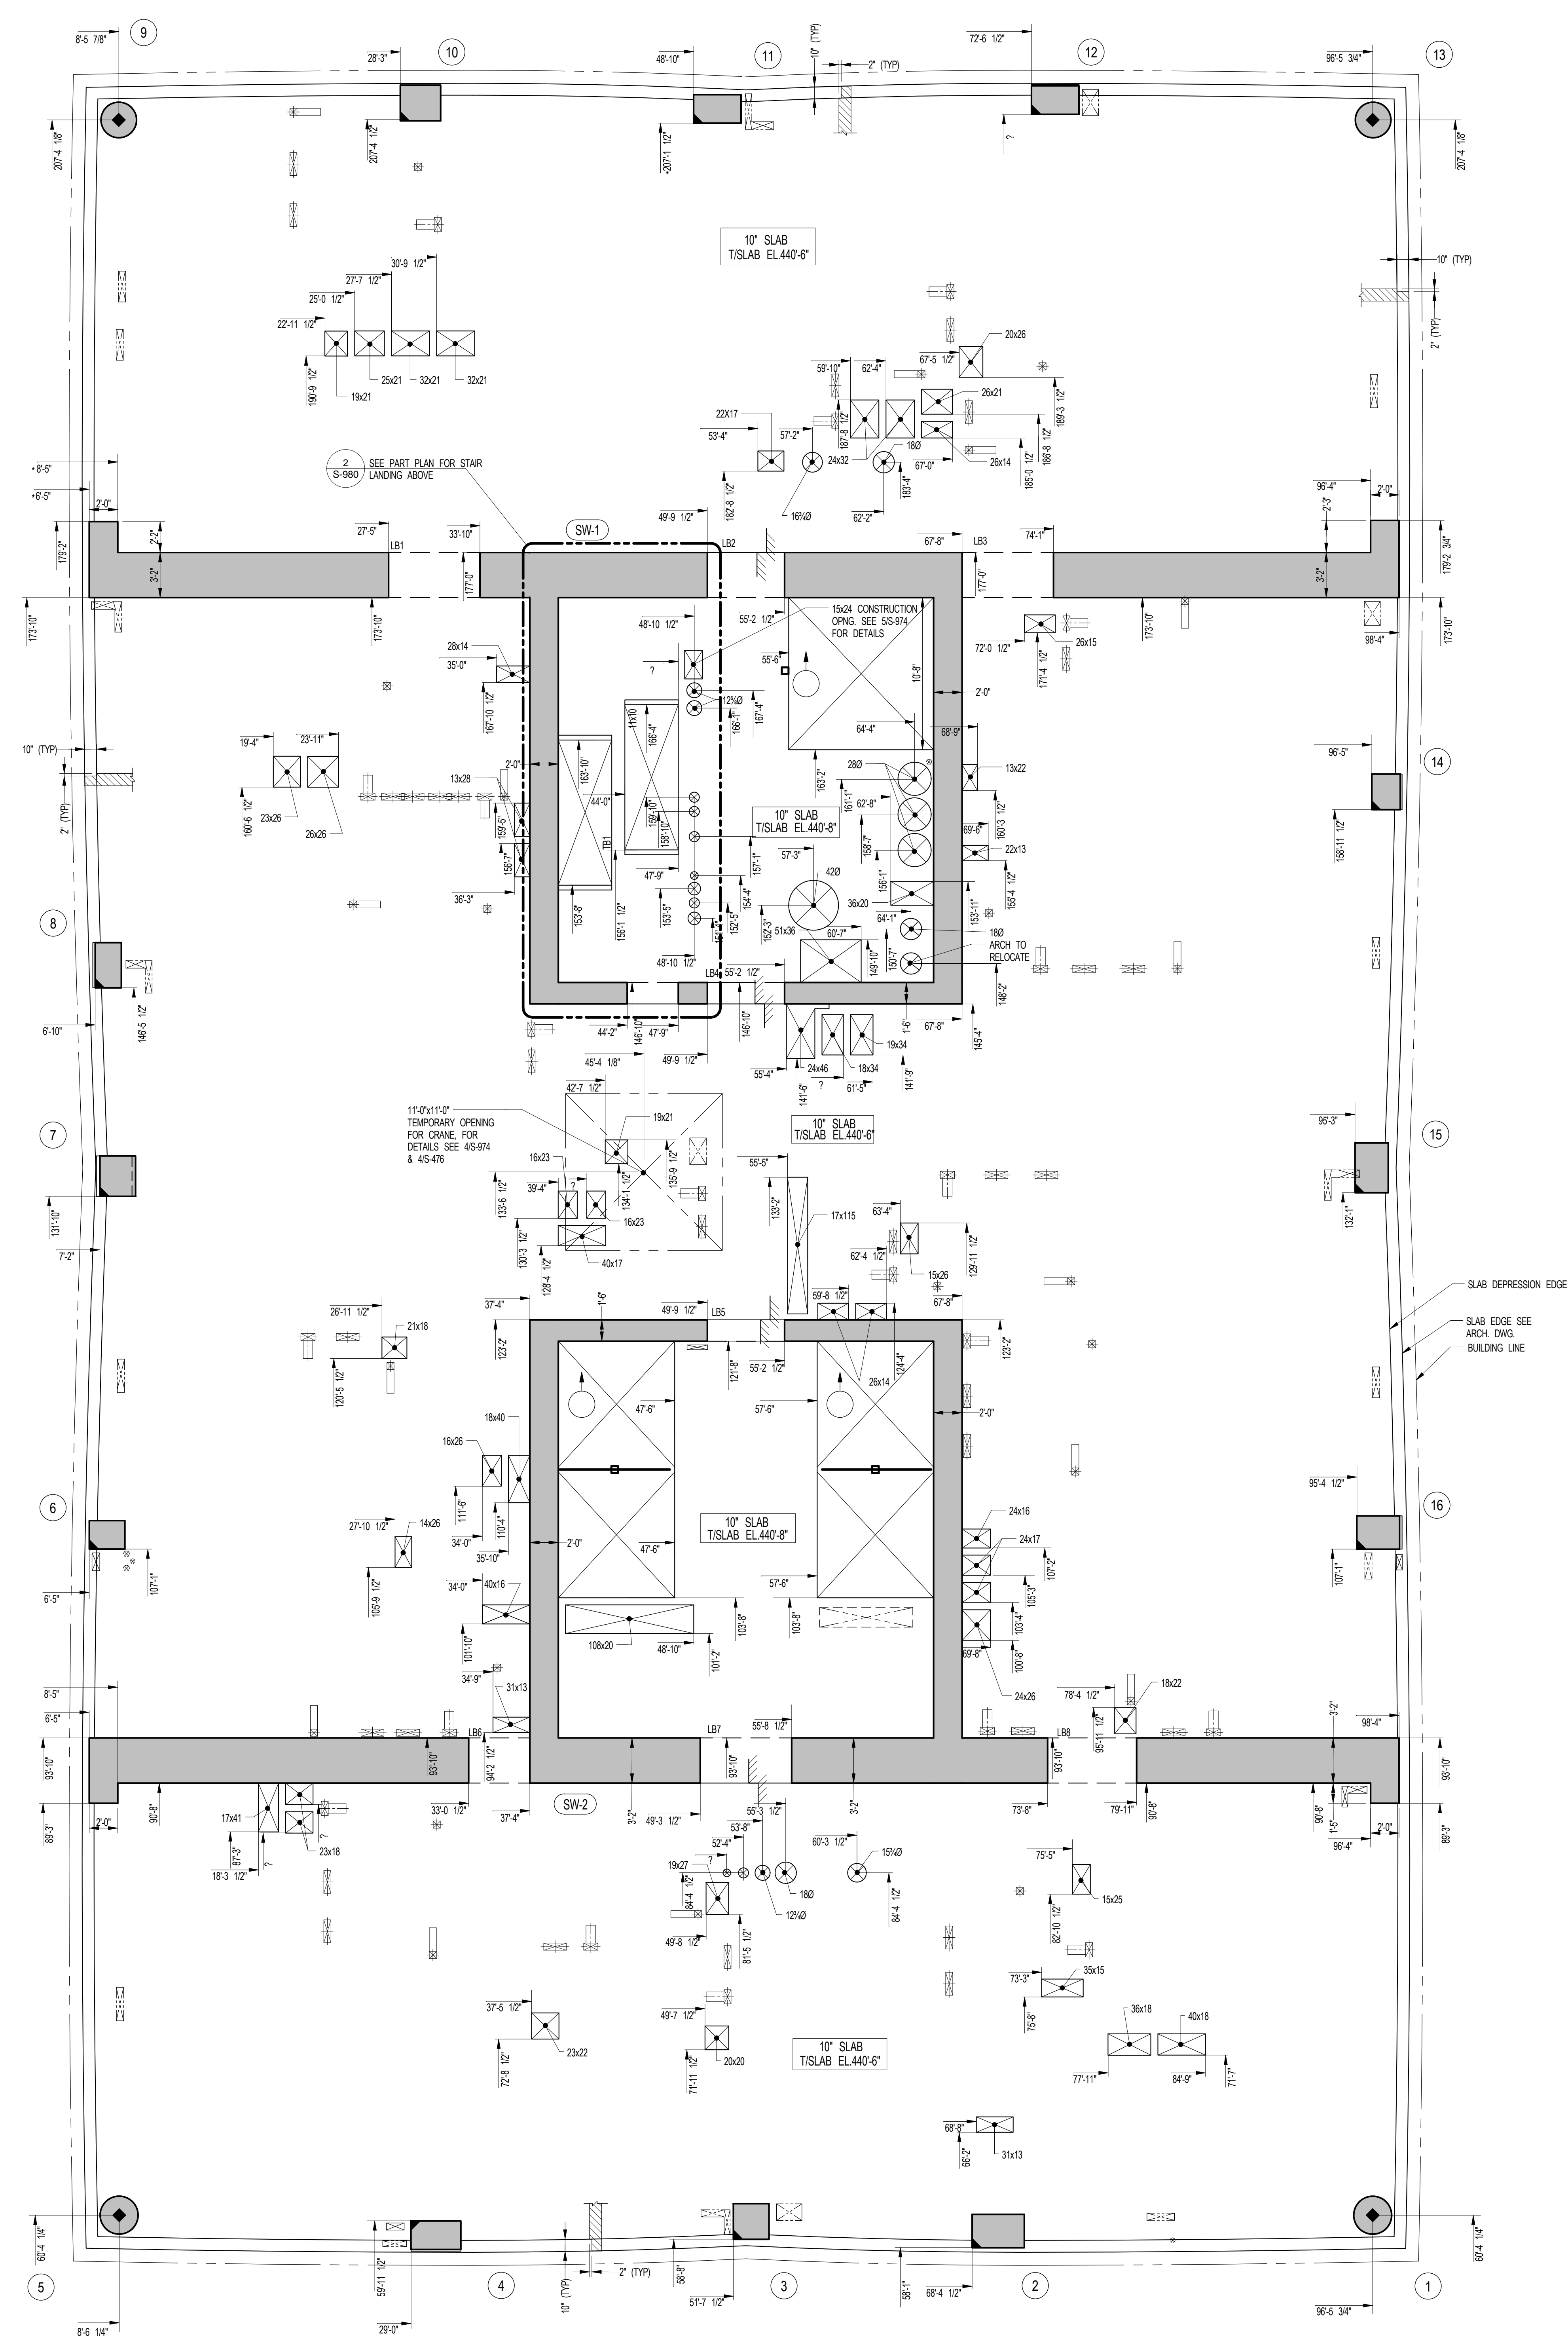 9
8'-5 7/8"
10
28'-3"
11
48'-10"
10" (TYP)
2" (TYP)
12
72'-6 1/2"
13
96'-5 3/4"
207'-4 1/8"
207'-4 1/2"
*207'-1 1/2"
?
207'-4 1/8"
10" SLAB
T/SLAB EL.440'-6"
10" (TYP)
2" (TYP)
30'-9 1/2"
27'-7 1/2"
25'-0 1/2"
22'-11 1/2"
190'-9 1/2"
19x21
25x21
32x21
32x21
20x26
67'-5 1/2"
189'-3 1/2"
59'-10"
62'-4"
26x21
186'-8 1/2"
187'-8 1/2"
22X17
53'-4"
57'-2"
18Ø
24x32
67'-0"
26x14
185'-0 1/2"
183'-4"
182'-8 1/2"
16¾Ø
62'-2"
2
S-980
SEE PART PLAN FOR STAIR
LANDING ABOVE
*8'-5"
*6'-5"
2'-0"
179'-2"
2'-2"
3'-2"
173'-10"
27'-5"
LB1
33'-10"
SW-1
49'-9 1/2"
LB2
67'-8"
LB3
74'-1"
96'-4"
2'-0"
2'-3"
3'-2"
179'-2 3/4"
173'-10"
177'-0"
177'-0"
173'-10"
173'-10"
98'-4"
48'-10 1/2"
55'-2 1/2"
15x24 CONSTRUCTION
OPNG. SEE 5/S-974
FOR DETAILS
?
55'-6"
10'-8"
72'-0 1/2"
26x15
171'-4 1/2"
28x14
35'-0"
167'-10 1/2"
11x10
166'-4"
12¾Ø
166'-1"
167'-4"
2'-0"
64'-4"
68'-9"
163'-2"
163'-10"
10" (TYP)
2" (TYP)
19'-4"
23'-11"
160'-6 1/2"
23x26
26x26
13x28
2'-0"
44'-0"
28Ø
161'-1"
62'-8"
13x22
160'-3 1/2"
69'-6"
22x13
155'-4 1/2"
96'-5"
14
158'-11 1/2"
159'-5"
156'-7"
36'-3"
TB1
159'-10"
158'-10"
157'-1"
47'-9"
154'-4"
153'-5"
152'-5"
151'-4"
153'-8"
156'-1 1/2"
10" SLAB
T/SLAB EL.440'-8"
57'-3"
42Ø
158'-7"
156'-1"
36x20
153'-11"
64'-1"
152'-3"
51x36
60'-7"
149'-10"
150'-7"
18Ø
ARCH TO
RELOCATE
148'-2"
48'-10 1/2"
LB4
55'-2 1/2"
8
6'-10"
146'-5 1/2"
44'-2"
146'-10"
47'-9"
49'-9 1/2"
146'-10"
1'-6"
67'-8"
145'-4"
45'-4 1/8"
42'-7 1/2"
55'-4"
141'-6"
24x46
18x34
?
19x34
61'-5"
141'-9"
11'-0"x11'-0"
TEMPORARY OPENING
FOR CRANE, FOR
DETAILS SEE 4/S-974
& 4/S-476
19x21
134'-1 1/2"
135'-9 1/2"
10" SLAB
T/SLAB EL.440'-6"
7
131'-10"
7'-2"
16x23
39'-4"
?
133'-6 1/2"
130'-3 1/2"
16x23
40x17
128'-4 1/2"
55'-5"
133'-2"
17x115
63'-4"
15x26
129'-11 1/2"
62'-4 1/2"
95'-3"
15
132'-1"
SLAB DEPRESSION EDGE
SLAB EDGE SEE
ARCH. DWG.
BUILDING LINE
26'-11 1/2"
21x18
120'-5 1/2"
37'-4"
123'-2"
1'-6"
49'-9 1/2"
LB5
121'-8"
55'-2 1/2"
59'-8 1/2"
26x14
124'-4"
67'-8"
123'-2"
47'-6"
57'-6"
2'-0"
16x26
18x40
111'-6"
34'-0"
110'-4"
35'-10"
6
107'-1"
6'-5"
27'-10 1/2"
14x26
105'-9 1/2"
2'-0"
47'-6"
10" SLAB
T/SLAB EL.440'-8"
57'-6"
24x16
24x17
107'-2"
105'-3"
103'-4"
95'-4 1/2"
16
107'-1"
34'-0"
40x16
101'-10"
108x20
48'-10"
101'-2"
103'-8"
103'-8"
69'-8"
100'-8"
24x26
34'-9"
31x13
94'-2 1/2"
8'-5"
6'-5"
93'-10"
89'-3"
2'-0"
90'-8"
93'-10"
LB6
33'-0 1/2"
37'-4"
SW-2
3'-2"
49'-3 1/2"
LB7
93'-10"
55'-8 1/2"
3'-2"
LB8
93'-10"
73'-8"
79'-11"
90'-8"
78'-4 1/2"
18x22
95'-11 1/2"
3'-2"
98'-4"
93'-10"
90'-8"
1'-5"
96'-4"
2'-0"
89'-3"
17x41
87'-3"
18'-3 1/2"
?
23x18
?
55'-3 1/2"
53'-8"
52'-4"
?
19x27
84'-4 1/2"
49'-8 1/2"
81'-5 1/2"
12¾Ø
18Ø
60'-3 1/2"
15¾Ø
84'-4 1/2"
75'-5"
15x25
82'-10 1/2"
73'-3"
35x15
75'-8"
37'-5 1/2"
23x22
72'-8 1/2"
49'-7 1/2"
20x20
71'-11 1/2"
10" SLAB
T/SLAB EL.440'-6"
36x18
40x18
77'-11"
84'-9"
71'-7"
68'-8"
66'-2"
31x13
60'-4 1/4"
5
8'-6 1/4"
59'-11 1/2"
29'-0"
4
10" (TYP)
2" (TYP)
58'-8"
51'-7 1/2"
3
58'-1"
68'-4 1/2"
2
96'-5 3/4"
1
60'-4 1/4"